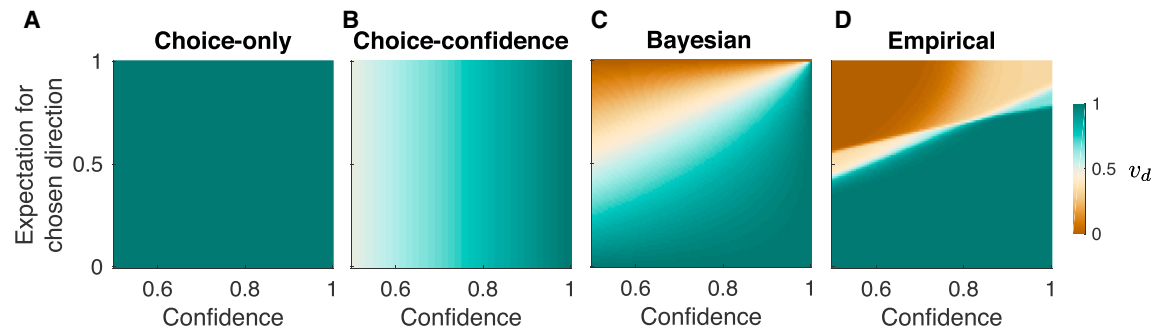 A
Choice-only
B
Choice-confidence
C
Bayesian
D
Empirical
Expectation for
chosen direction
1
0.5
0
0.6
0.8
1
Confidence
0.6
0.8
1
Confidence
0.6
0.8
1
Confidence
0.6
0.8
1
Confidence
1
0.5
0
v_d